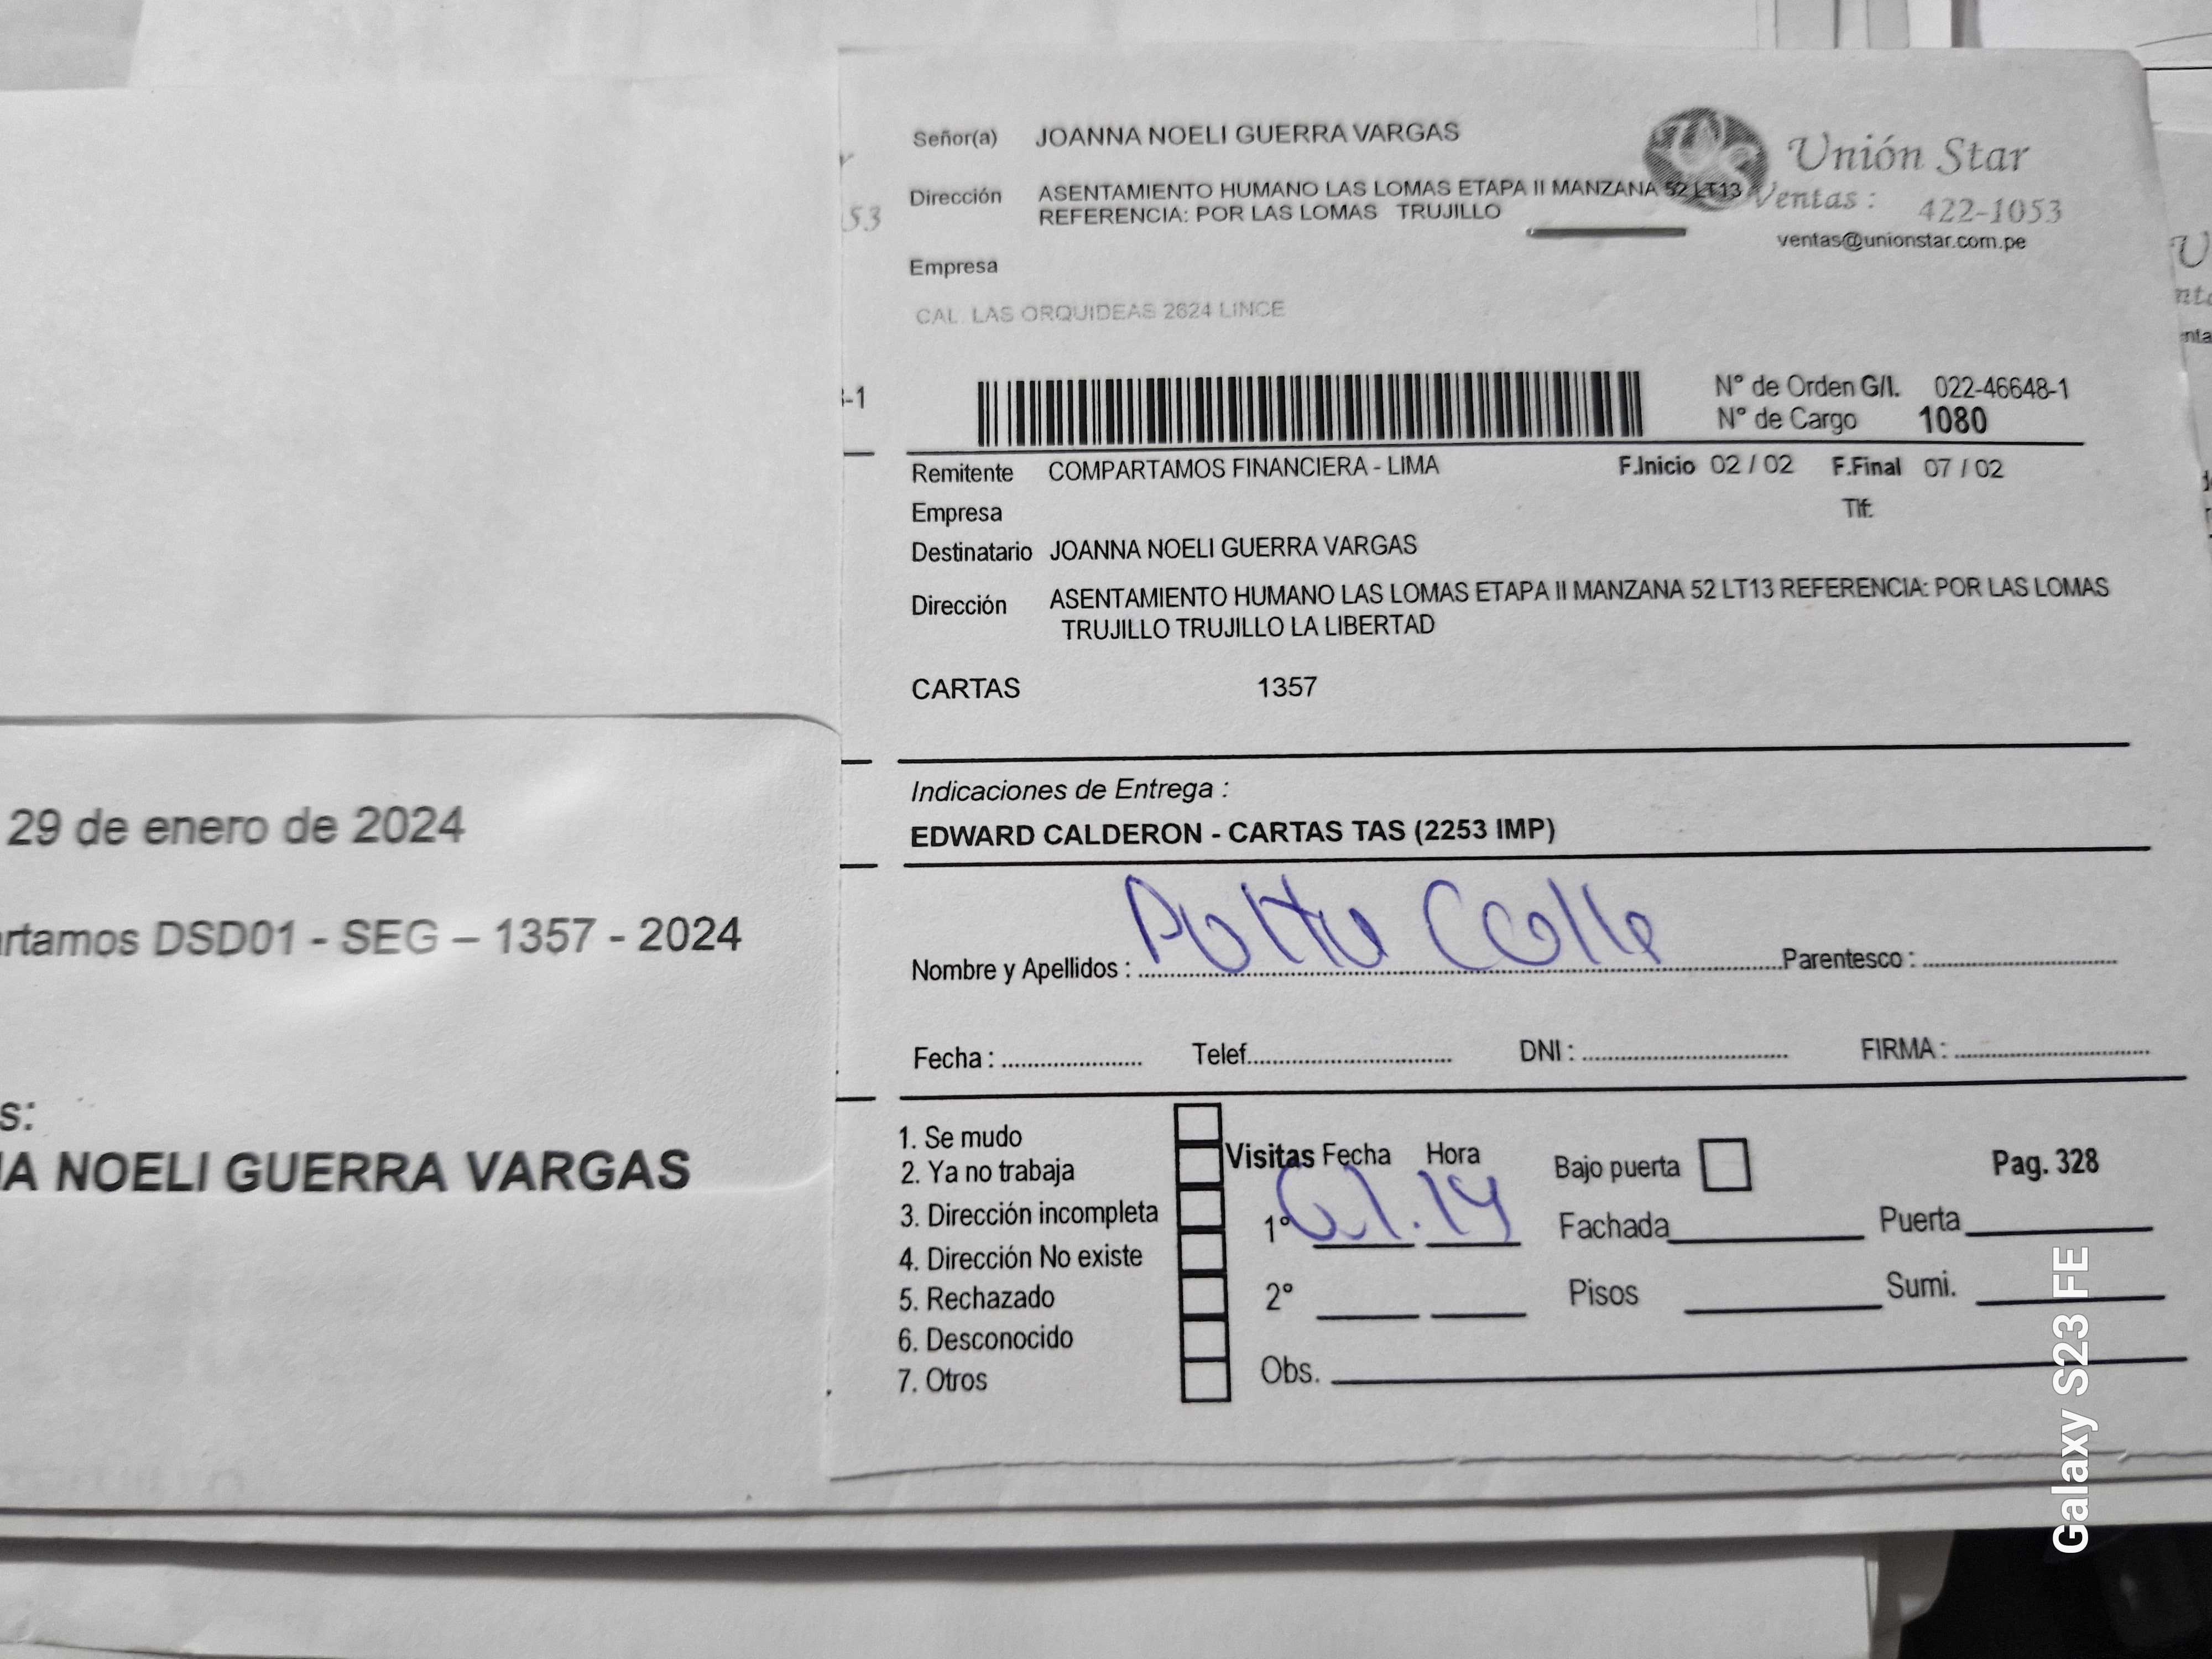 Señor(a) JOANNA NOELI GUERRA VARGAS
Unión Star
Dirección ASENTAMIENTO HUMANO LAS LOMAS ETAPA II MANZANA 52 LT13
REFERENCIA: POR LAS LOMAS TRUJILLO
Ventas : 422-1053
ventas@unionstar.com.pe
Empresa
CAL. LAS ORQUIDEAS 2624 LINCE
N° de Orden G/I. 022-46648-1
N° de Cargo 1080
Remitente COMPARTAMOS FINANCIERA - LIMA F.Inicio 02 / 02 F.Final 07 / 02
Empresa Tlf:
Destinatario JOANNA NOELI GUERRA VARGAS
Dirección ASENTAMIENTO HUMANO LAS LOMAS ETAPA II MANZANA 52 LT13 REFERENCIA: POR LAS LOMAS
TRUJILLO TRUJILLO LA LIBERTAD
CARTAS 1357
Indicaciones de Entrega :
EDWARD CALDERON - CARTAS TAS (2253 IMP)
Nombre y Apellidos : Parentesco :
Fecha : Telef. DNI : FIRMA :
1. Se mudo
2. Ya no trabaja
3. Dirección incompleta
4. Dirección No existe
5. Rechazado
6. Desconocido
7. Otros
Visitas Fecha Hora
1°
2°
Obs.
Bajo puerta Pag. 328
Fachada Puerta
Pisos Sumi.
29 de enero de 2024
artamos DSD01 - SEG – 1357 - 2024
s:
NA NOELI GUERRA VARGAS
53
-1
Galaxy S23 FE